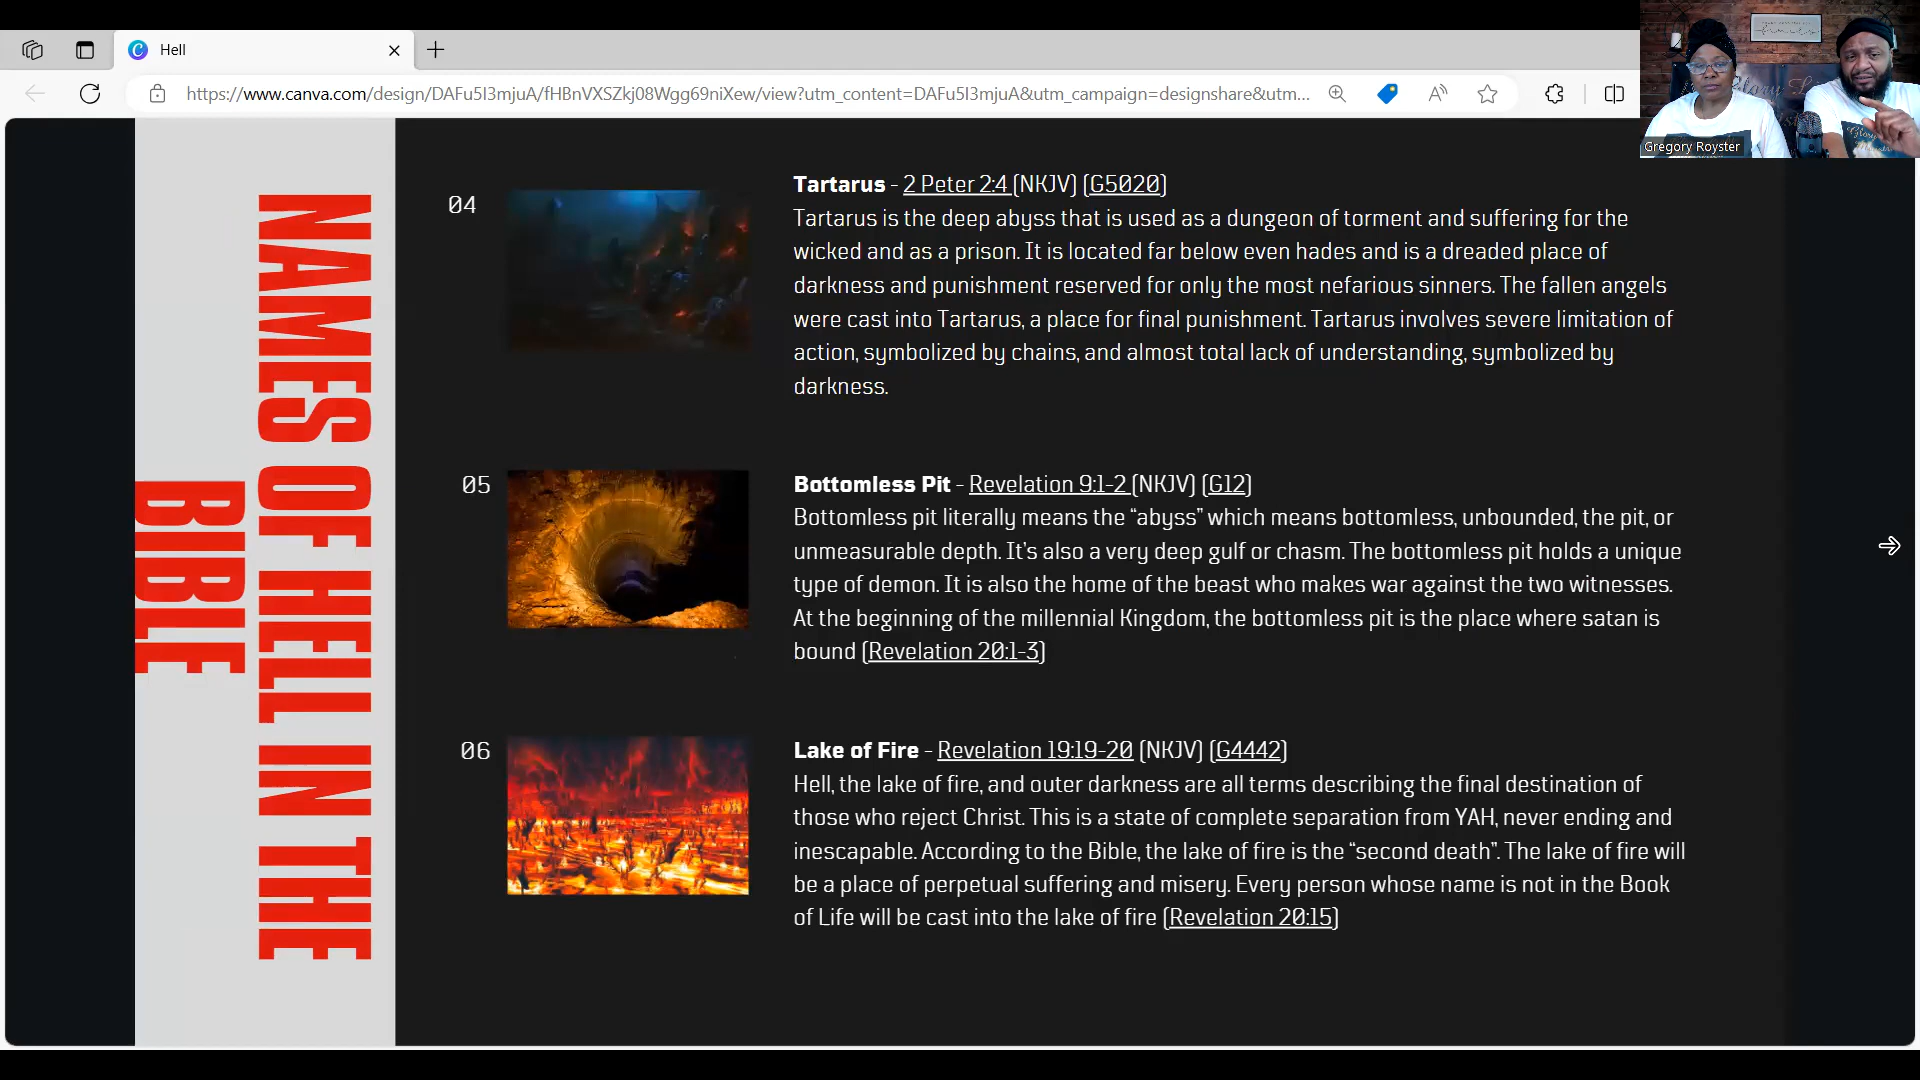 Hell
https://www.canva.com/design/DAFu5I3mjuA/fHBnVXSZkj08Wgg69niXew/view?utm_content=DAFu5I3mjuA&utm_campaign=designshare&utm...
Gregory Royster
NAMES OF HELL IN THE
BIBLE
04
Tartarus - 2 Peter 2:4 (NKJV) (G5020)
Tartarus is the deep abyss that is used as a dungeon of torment and suffering for the
wicked and as a prison. It is located far below even hades and is a dreaded place of
darkness and punishment reserved for only the most nefarious sinners. The fallen angels
were cast into Tartarus, a place for final punishment. Tartarus involves severe limitation of
action, symbolized by chains, and almost total lack of understanding, symbolized by
darkness.
05
Bottomless Pit - Revelation 9:1-2 (NKJV) (G12)
Bottomless pit literally means the “abyss” which means bottomless, unbounded, the pit, or
unmeasurable depth. It’s also a very deep gulf or chasm. The bottomless pit holds a unique
type of demon. It is also the home of the beast who makes war against the two witnesses.
At the beginning of the millennial Kingdom, the bottomless pit is the place where satan is
bound (Revelation 20:1-3)
06
Lake of Fire - Revelation 19:19-20 (NKJV) (G4442)
Hell, the lake of fire, and outer darkness are all terms describing the final destination of
those who reject Christ. This is a state of complete separation from YAH, never ending and
inescapable. According to the Bible, the lake of fire is the “second death”. The lake of fire will
be a place of perpetual suffering and misery. Every person whose name is not in the Book
of Life will be cast into the lake of fire (Revelation 20:15)